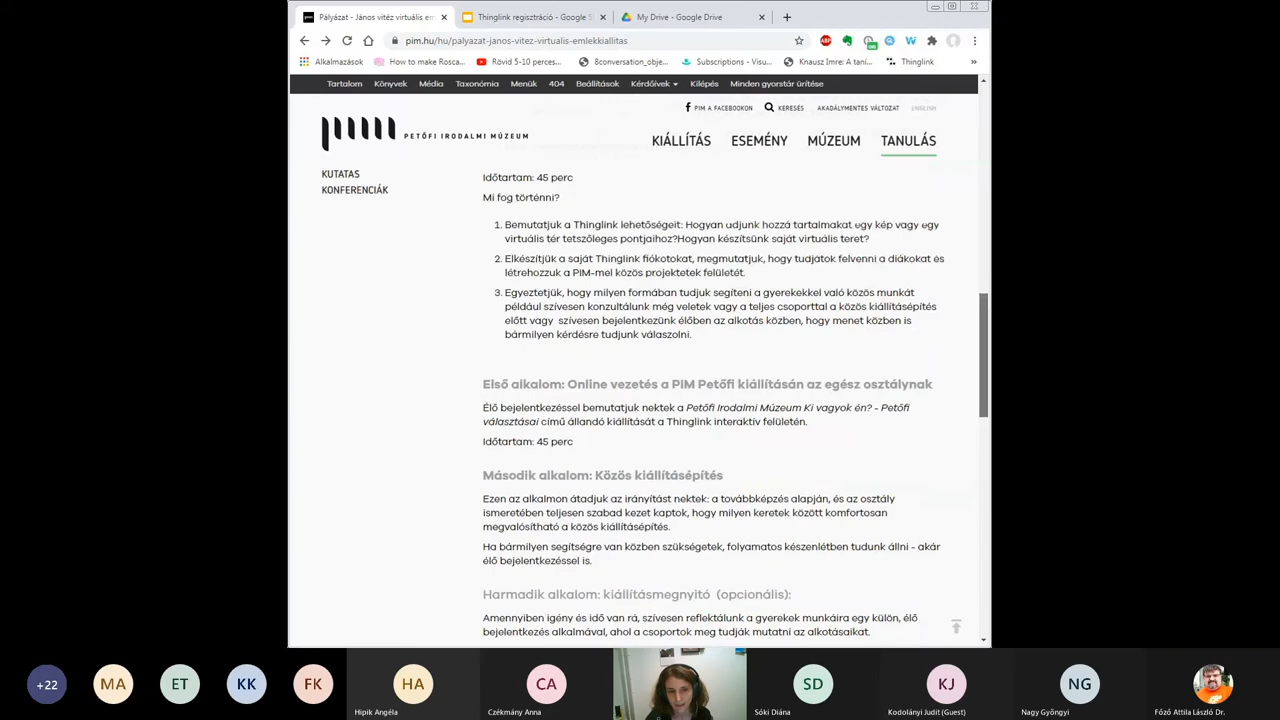 Pályázat - János vitéz virtuális em
Thinglink regisztráció - Google S
My Drive - Google Drive
pim.hu/hu/palyazat-janos-vitez-virtualis-emlekkiallitas
Alkalmazások
How to make Rosca...
Rövid 5-10 perces...
8conversation_obje...
Subscriptions - Visu...
Knausz Imre: A taní...
Thinglink
Tartalom Könyvek Média Taxonómia Menük 404 Beállítások Kérdőívek Kilépés Minden gyorstár ürítése
PIM A FACEBOOKON KERESÉS AKADÁLYMENTES VÁLTOZAT ENGLISH
PETŐFI IRODALMI MÚZEUM
KIÁLLÍTÁS ESEMÉNY MÚZEUM TANULÁS
KUTATAS
KONFERENCIÁK
Időtartam: 45 perc
Mi fog történni?
1. Bemutatjuk a Thinglink lehetőségeit: Hogyan udjunk hozzá tartalmakat egy kép vagy egy
virtuális tér tetszőleges pontjaihoz?Hogyan készítsünk saját virtuális teret?
2. Elkészítjük a saját Thinglink fiókotokat, megmutatjuk, hogy tudjatok felvenni a diákokat és
létrehozzuk a PIM-mel közös projektetek felületét.
3. Egyeztetjük, hogy milyen formában tudjuk segíteni a gyerekekkel való közös munkát
például szívesen konzultálunk még veletek vagy a teljes csoporttal a közös kiállításépítés
előtt vagy szívesen bejelentkezünk élőben az alkotás közben, hogy menet közben is
bármilyen kérdésre tudjunk válaszolni.
Első alkalom: Online vezetés a PIM Petőfi kiállításán az egész osztálynak
Élő bejelentkezéssel bemutatjuk nektek a Petőfi Irodalmi Múzeum Ki vagyok én? - Petőfi
választásai című állandó kiállítását a Thinglink interaktív felületén.
Időtartam: 45 perc
Második alkalom: Közös kiállításépítés
Ezen az alkalmon átadjuk az irányítást nektek: a továbbképzés alapján, és az osztály
ismeretében teljesen szabad kezet kaptok, hogy milyen keretek között komfortosan
megvalósítható a közös kiállításépítés.
Ha bármilyen segítségre van közben szükségetek, folyamatos készenlétben tudunk állni - akár
élő bejelentkezéssel is.
Harmadik alkalom: kiállításmegnyitó (opcionális):
Amennyiben igény és idő van rá, szívesen reflektálunk a gyerekek munkáira egy külön, élő
bejelentkezés alkalmával, ahol a csoportok meg tudják mutatni az alkotásaikat.
+22 MA ET KK FK HA CA SD KJ NG
Hipik Angéla
Czékmány Anna
Sóki Diána
Kodolányi Judit (Guest)
Nagy Gyöngyi
Főző Attila László Dr.